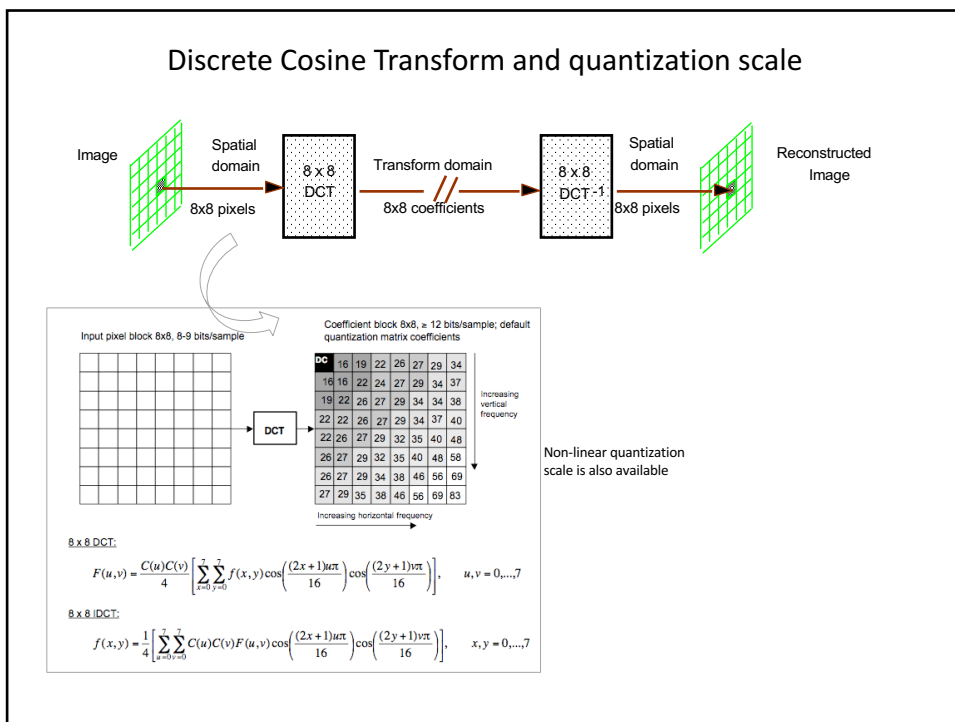 Discrete Cosine Transform and quantization scale
Image
Spatial
domain
8x8 pixels
8 x 8
DCT
Transform domain
8x8 coefficients
8 x 8
DCT -1
Spatial
domain
8x8 pixels
Reconstructed
Image
Input pixel block 8x8, 8-9 bits/sample
Coefficient block 8x8, ≥ 12 bits/sample; default
quantization matrix coefficients
DC 16 19 22 26 27 29 34
16 16 22 24 27 29 34 37
19 22 26 27 29 34 34 38
22 22 26 27 29 34 37 40
22 26 27 29 32 35 40 48
26 27 29 32 35 40 48 58
26 27 29 34 38 46 56 69
27 29 35 38 46 56 69 83
DCT
Increasing
vertical
frequency
Increasing horizontal frequency
Non-linear quantization
scale is also available
8 x 8 DCT:
F(u,v) = C(u)C(v)/4 [ ∑_{x=0}^{7} ∑_{y=0}^{7} f(x,y) cos((2x+1)uπ/16) cos((2y+1)vπ/16) ], u,v = 0,...,7
8 x 8 IDCT:
f(x,y) = 1/4 [ ∑_{u=0}^{7} ∑_{v=0}^{7} C(u)C(v)F(u,v) cos((2x+1)uπ/16) cos((2y+1)vπ/16) ], x,y = 0,...,7